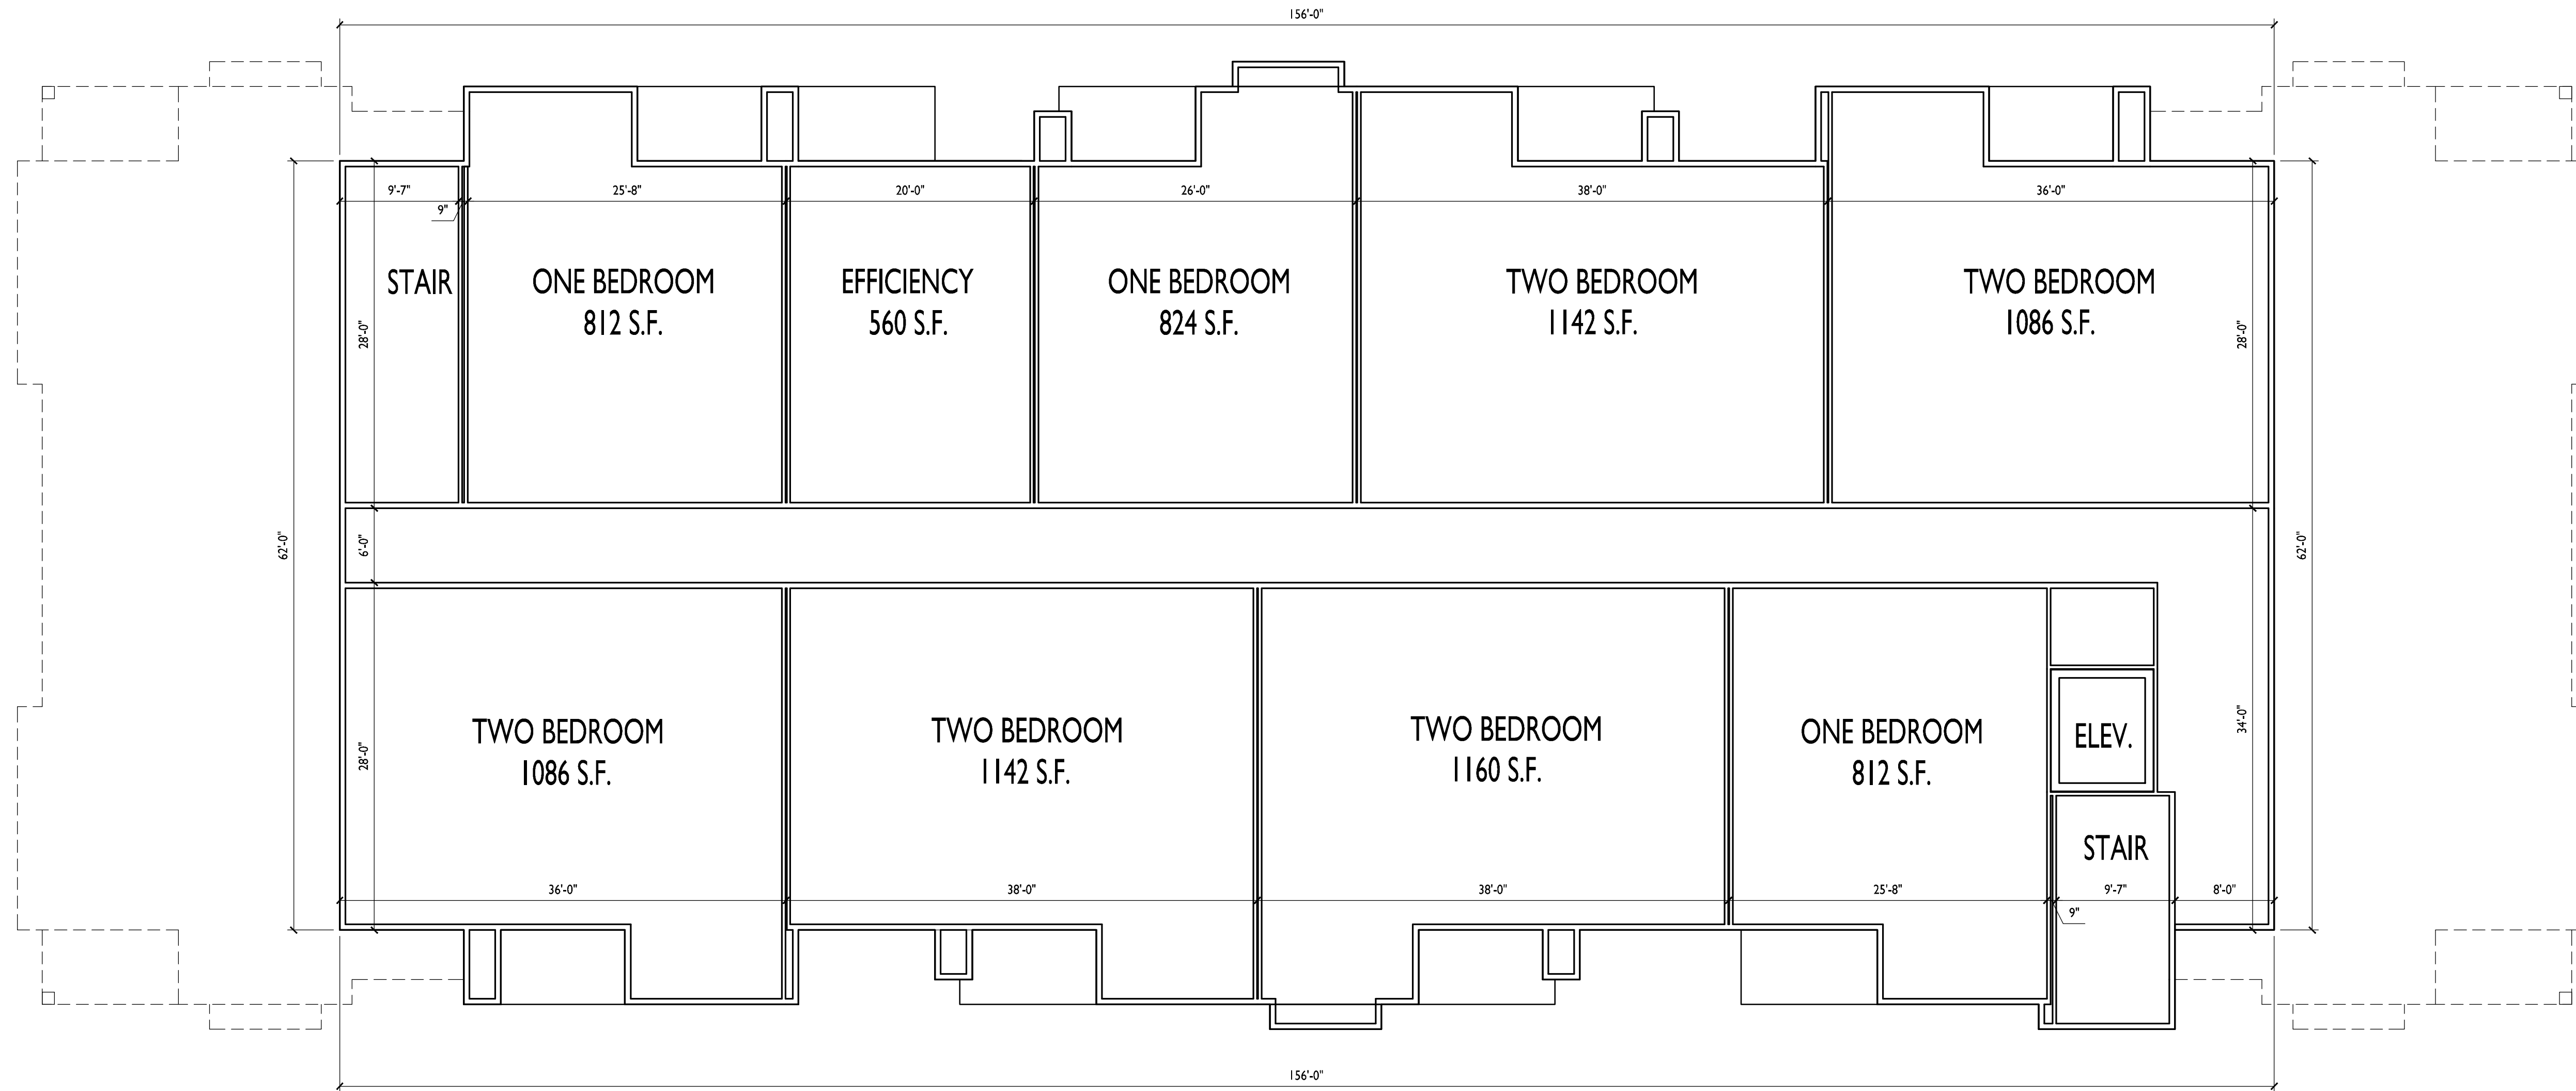 156'-0"
9'-7"
9"
25'-8"
20'-0"
26'-0"
38'-0"
36'-0"
STAIR
ONE BEDROOM
812 S.F.
EFFICIENCY
560 S.F.
ONE BEDROOM
824 S.F.
TWO BEDROOM
1142 S.F.
TWO BEDROOM
1086 S.F.
28'-0"
28'-0"
62'-0"
6'-0"
62'-0"
TWO BEDROOM
1086 S.F.
TWO BEDROOM
1142 S.F.
TWO BEDROOM
1160 S.F.
ONE BEDROOM
812 S.F.
ELEV.
28'-0"
34'-0"
STAIR
36'-0"
38'-0"
38'-0"
25'-8"
9"
9'-7"
8'-0"
156'-0"